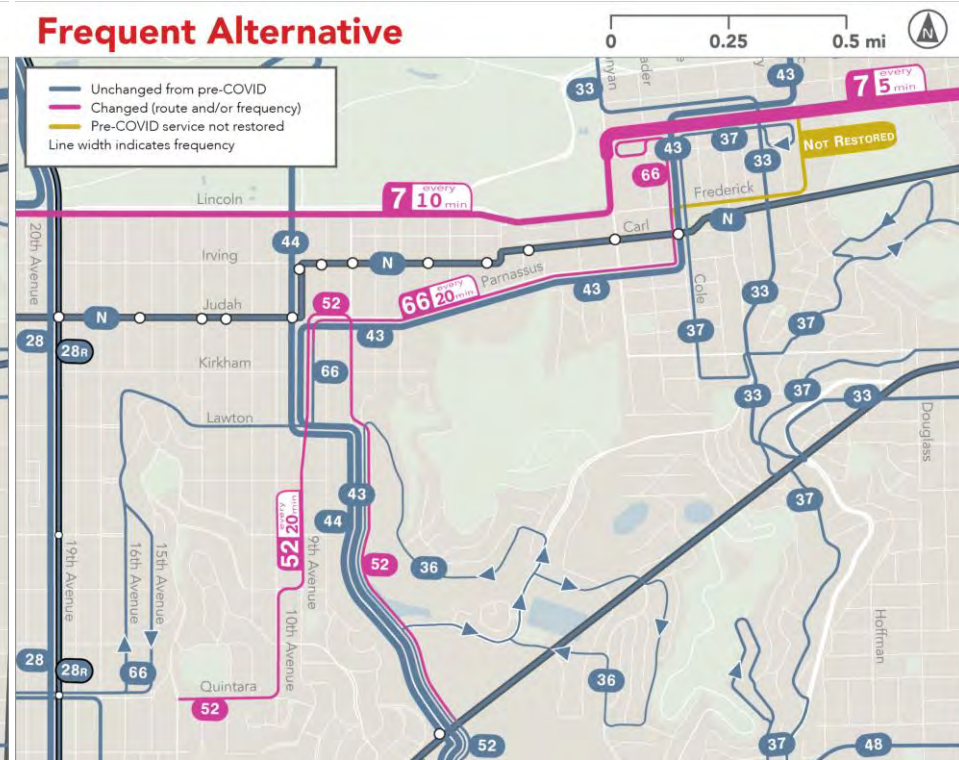 Frequent Alternative
0 0.25 0.5 mi
N
Unchanged from pre-COVID
Changed (route and/or frequency)
Pre-COVID service not restored
Line width indicates frequency
33
43
7 every 5 min
43
37
33
NOT RESTORED
66
Frederick
7 every 10 min
Lincoln
N
Carl
20th Avenue
44
Irving
N
Parnassus
66 every 20 min
43
Cole
33
Judah
52
N
43
37
37
28
28R
Kirkham
66
33
37
33
Lawton
Douglass
43
44
37
52 every 20 min
9th Avenue
52
36
19th Avenue
16th Avenue
15th Avenue
10th Avenue
Hoffman
28
28R
66
Quintara
52
36
52
37
48